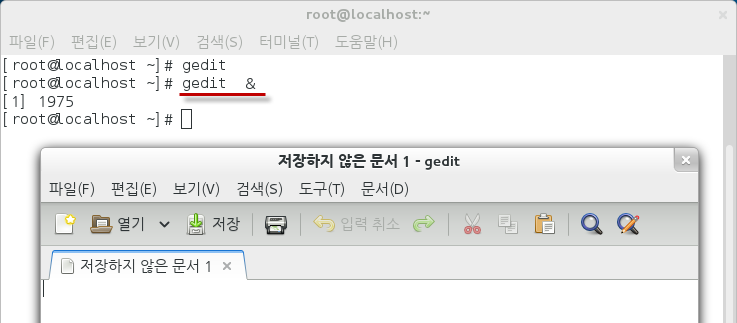 root@localhost:~
파일(F) 편집(E) 보기(V) 검색(S) 터미널(T) 도움말(H)
[root@localhost ~]# gedit
[root@localhost ~]# gedit &
[1] 1975
[root@localhost ~]#
저장하지 않은 문서 1 - gedit
파일(F) 편집(E) 보기(V) 검색(S) 도구(T) 문서(D)
열기 저장 입력 취소
저장하지 않은 문서 1